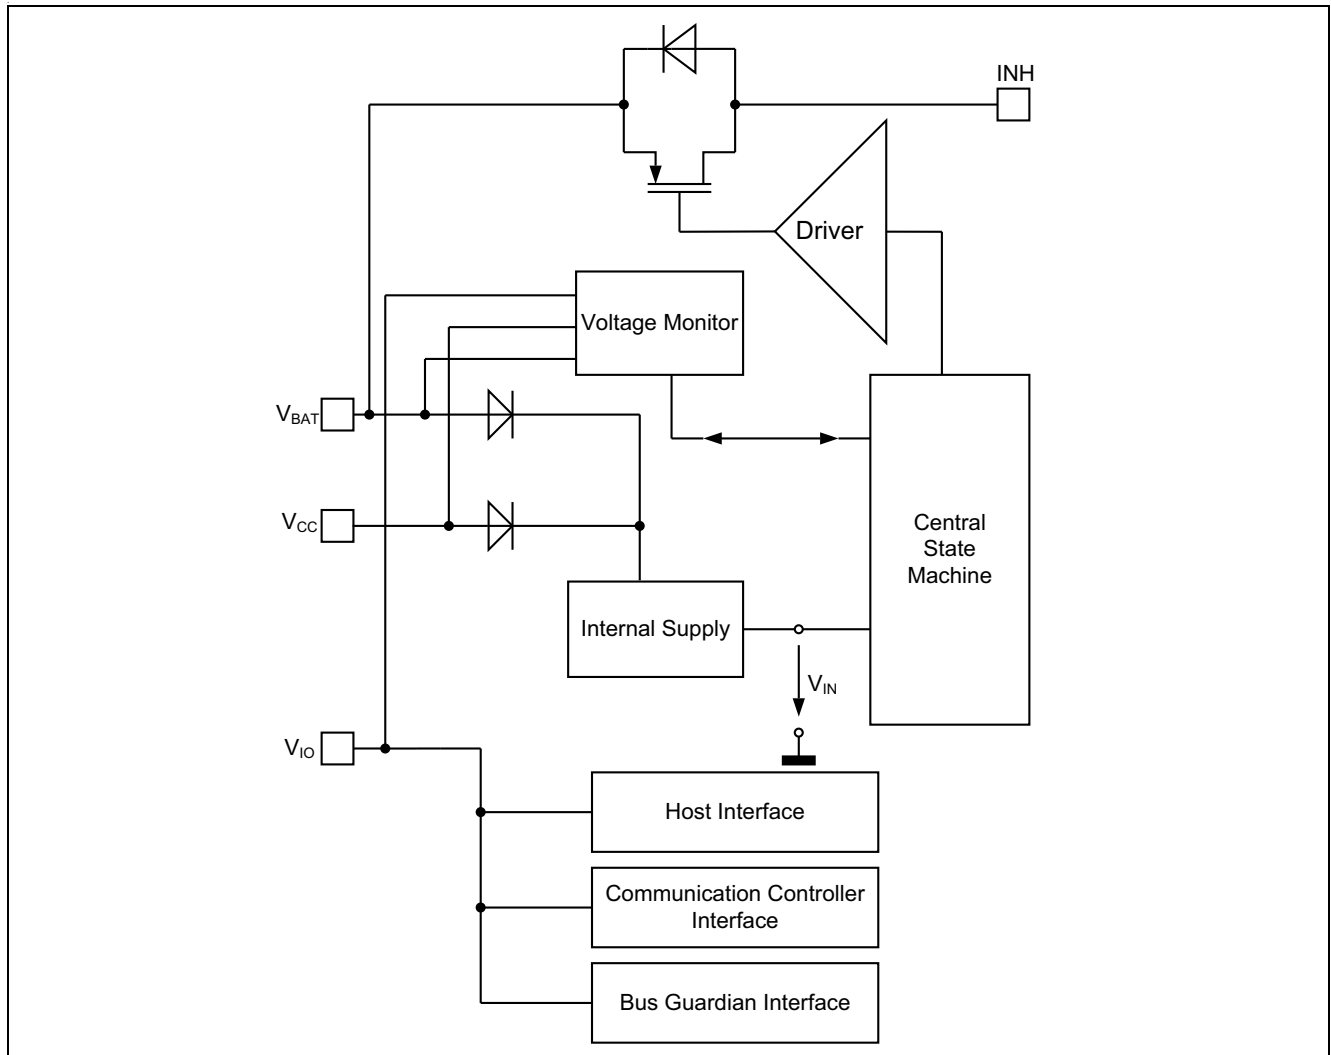 INH
Driver
Voltage Monitor
VBAT
VCC
Central
State
Machine
Internal Supply
VIN
VIO
Host Interface
Communication Controller
Interface
Bus Guardian Interface